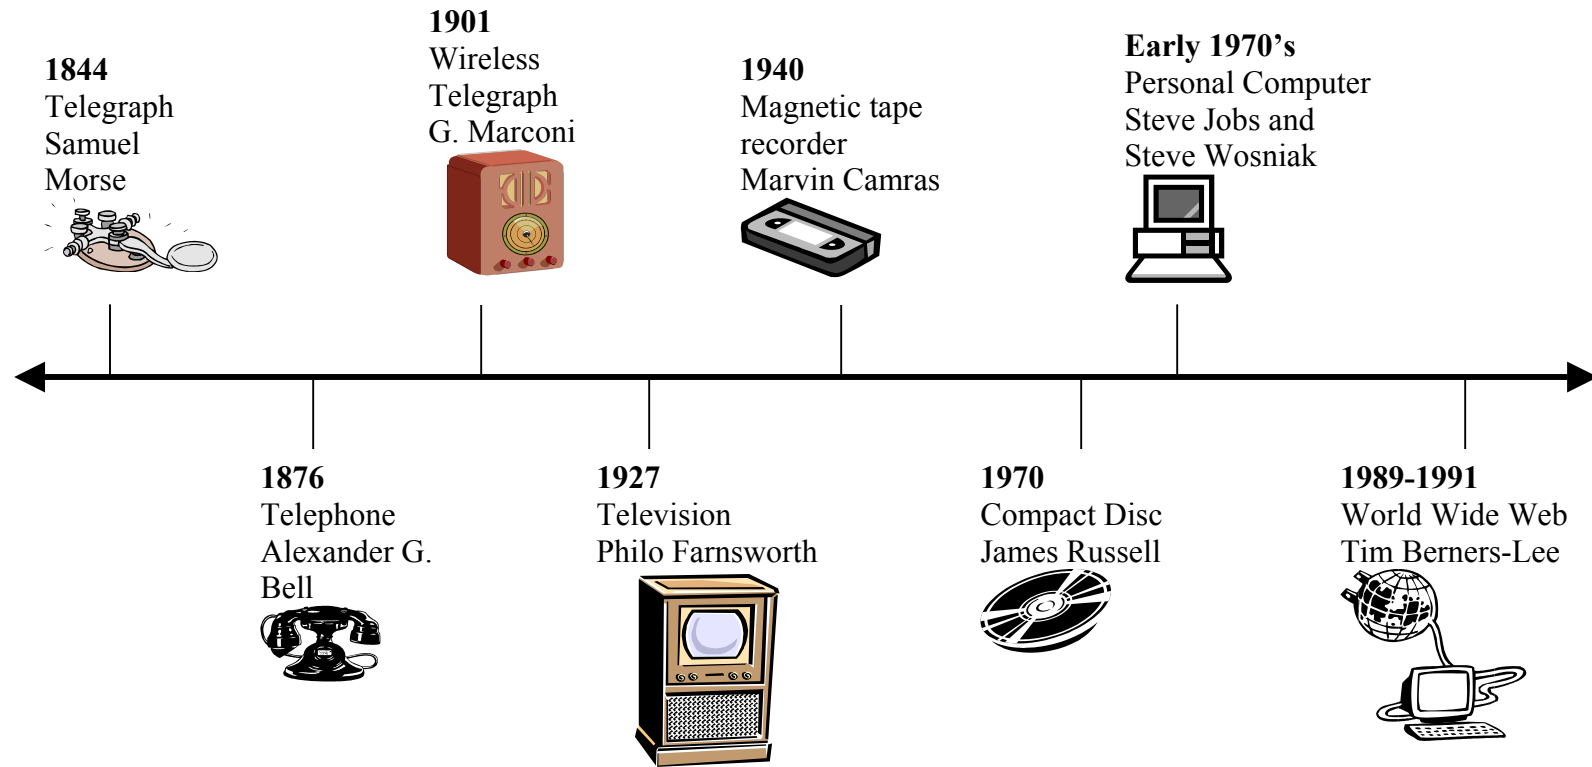 1844
Telegraph
Samuel
Morse
1876
Telephone
Alexander G.
Bell
1901
Wireless
Telegraph
G. Marconi
1927
Television
Philo Farnsworth
1940
Magnetic tape
recorder
Marvin Camras
1970
Compact Disc
James Russell
Early 1970’s
Personal Computer
Steve Jobs and
Steve Wosniak
1989-1991
World Wide Web
Tim Berners-Lee